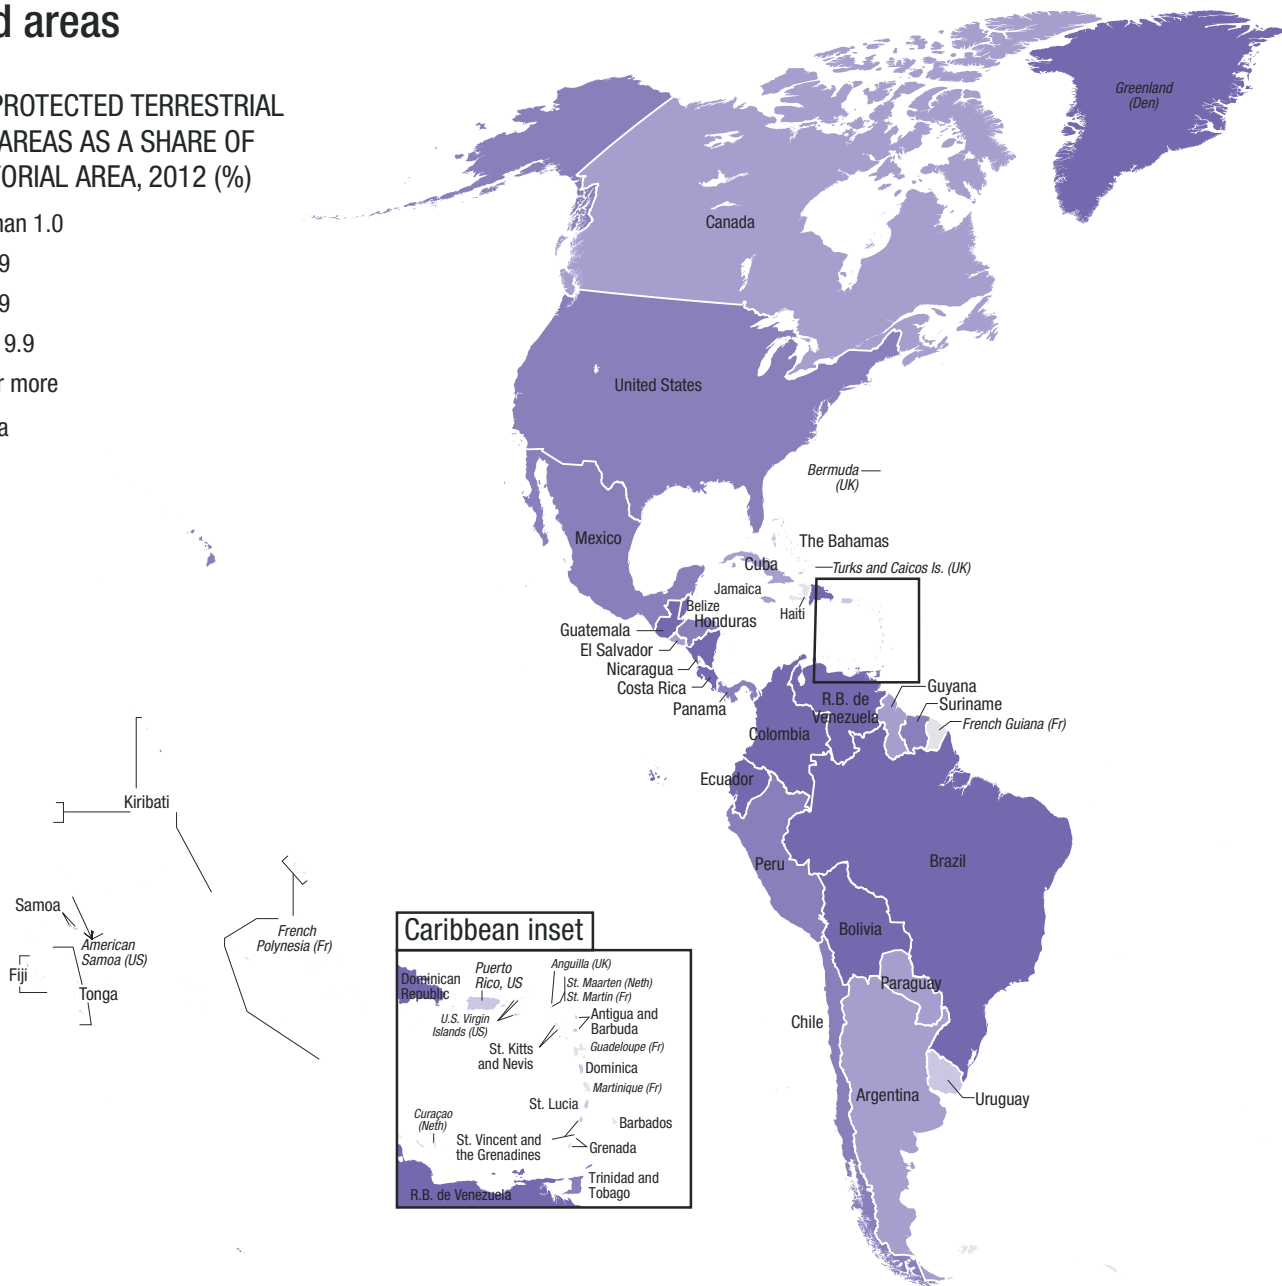 d areas
PROTECTED TERRESTRIAL
AREAS AS A SHARE OF
TORIAL AREA, 2012 (%)
han 1.0
9
9
9.9
r more
a
Greenland
(Den)
Canada
United States
Bermuda
(UK)
Mexico
The Bahamas
Cuba
Turks and Caicos Is. (UK)
Jamaica
Belize
Haiti
Honduras
Guatemala
El Salvador
Nicaragua
Costa Rica
Panama
Guyana
R.B. de
Venezuela
Suriname
French Guiana (Fr)
Colombia
Ecuador
Kiribati
Peru
Brazil
Samoa
American
Samoa (US)
French
Polynesia (Fr)
Fiji
Tonga
Bolivia
Paraguay
Chile
Argentina
Uruguay
Caribbean inset
Dominican
Republic
Puerto
Rico, US
Anguilla (UK)
St. Maarten (Neth)
St. Martin (Fr)
U.S. Virgin
Islands (US)
Antigua and
Barbuda
St. Kitts
and Nevis
Guadeloupe (Fr)
Dominica
Martinique (Fr)
St. Lucia
Curaçao
(Neth)
Barbados
St. Vincent and
the Grenadines
Grenada
Trinidad and
Tobago
R.B. de Venezuela